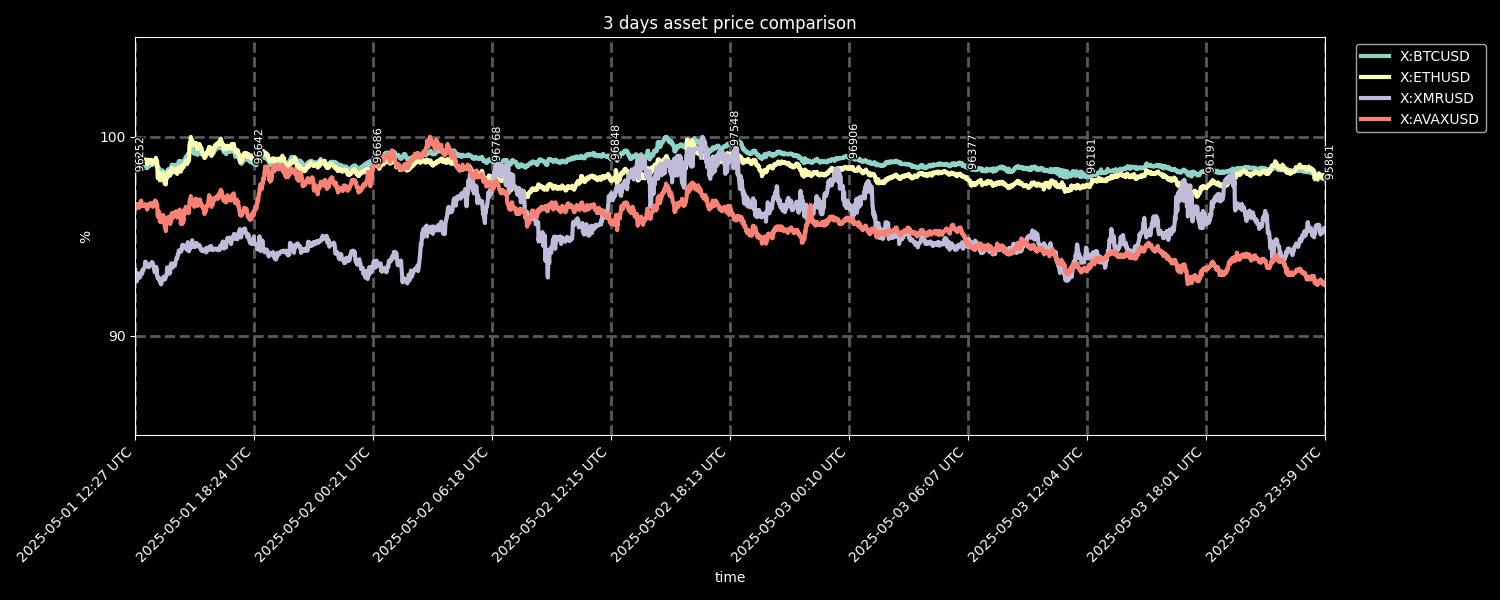 3 days asset price comparison
X:BTCUSD
X:ETHUSD
X:XMRUSD
X:AVAXUSD
100
90
%
96252
96642
96686
96768
96848
97548
96906
96377
96181
96197
95861
2025-05-01 12:27 UTC
2025-05-01 18:24 UTC
2025-05-02 00:21 UTC
2025-05-02 06:18 UTC
2025-05-02 12:15 UTC
2025-05-02 18:13 UTC
2025-05-03 00:10 UTC
2025-05-03 06:07 UTC
2025-05-03 12:04 UTC
2025-05-03 18:01 UTC
2025-05-03 23:59 UTC
time